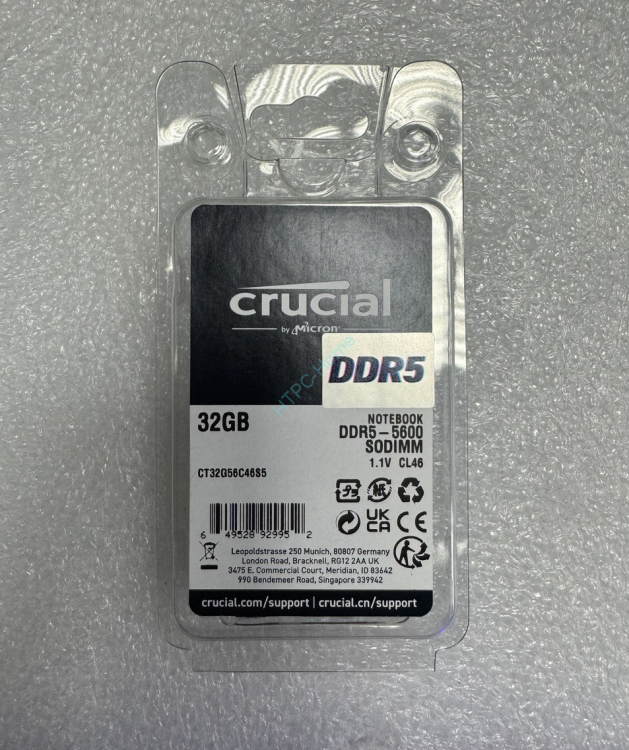 crucial
by Micron
DDR5
HTPC-Home
32GB
NOTEBOOK
DDR5-5600
SODIMM
1.1V CL46
CT32G56C46S5
UK
CA
CE
6 49528 92995 2
Leopoldstrasse 250 Munich, 80807 Germany
London Road, Bracknell, RG12 2AA UK
3475 E. Commercial Court, Meridian, ID 83642
990 Bendemeer Road, Singapore 339942
crucial.com/support | crucial.cn/support